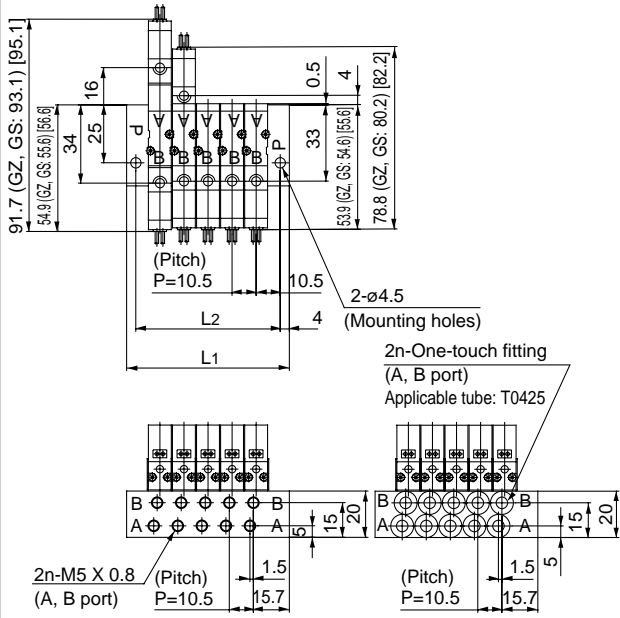 91.7 (GZ, GS: 93.1) [95.1]
54.9 (GZ, GS: 55.6) [56.6]
16
25
34
0.5
4
33
53.9 (GZ, GS: 54.6) [55.6]
78.8 (GZ, GS: 80.2) [82.2]
P
A
A
A
A
A
B
B
B
B
B
P
(Pitch)
P=10.5
10.5
2-ø4.5
(Mounting holes)
L2
4
L1
2n-One-touch fitting
(A, B port)
Applicable tube: T0425
B
B
A
A
5
15
20
2n-M5 X 0.8
(A, B port)
(Pitch)
P=10.5
1.5
15.7
B
B
A
A
5
15
20
(Pitch)
P=10.5
1.5
15.7